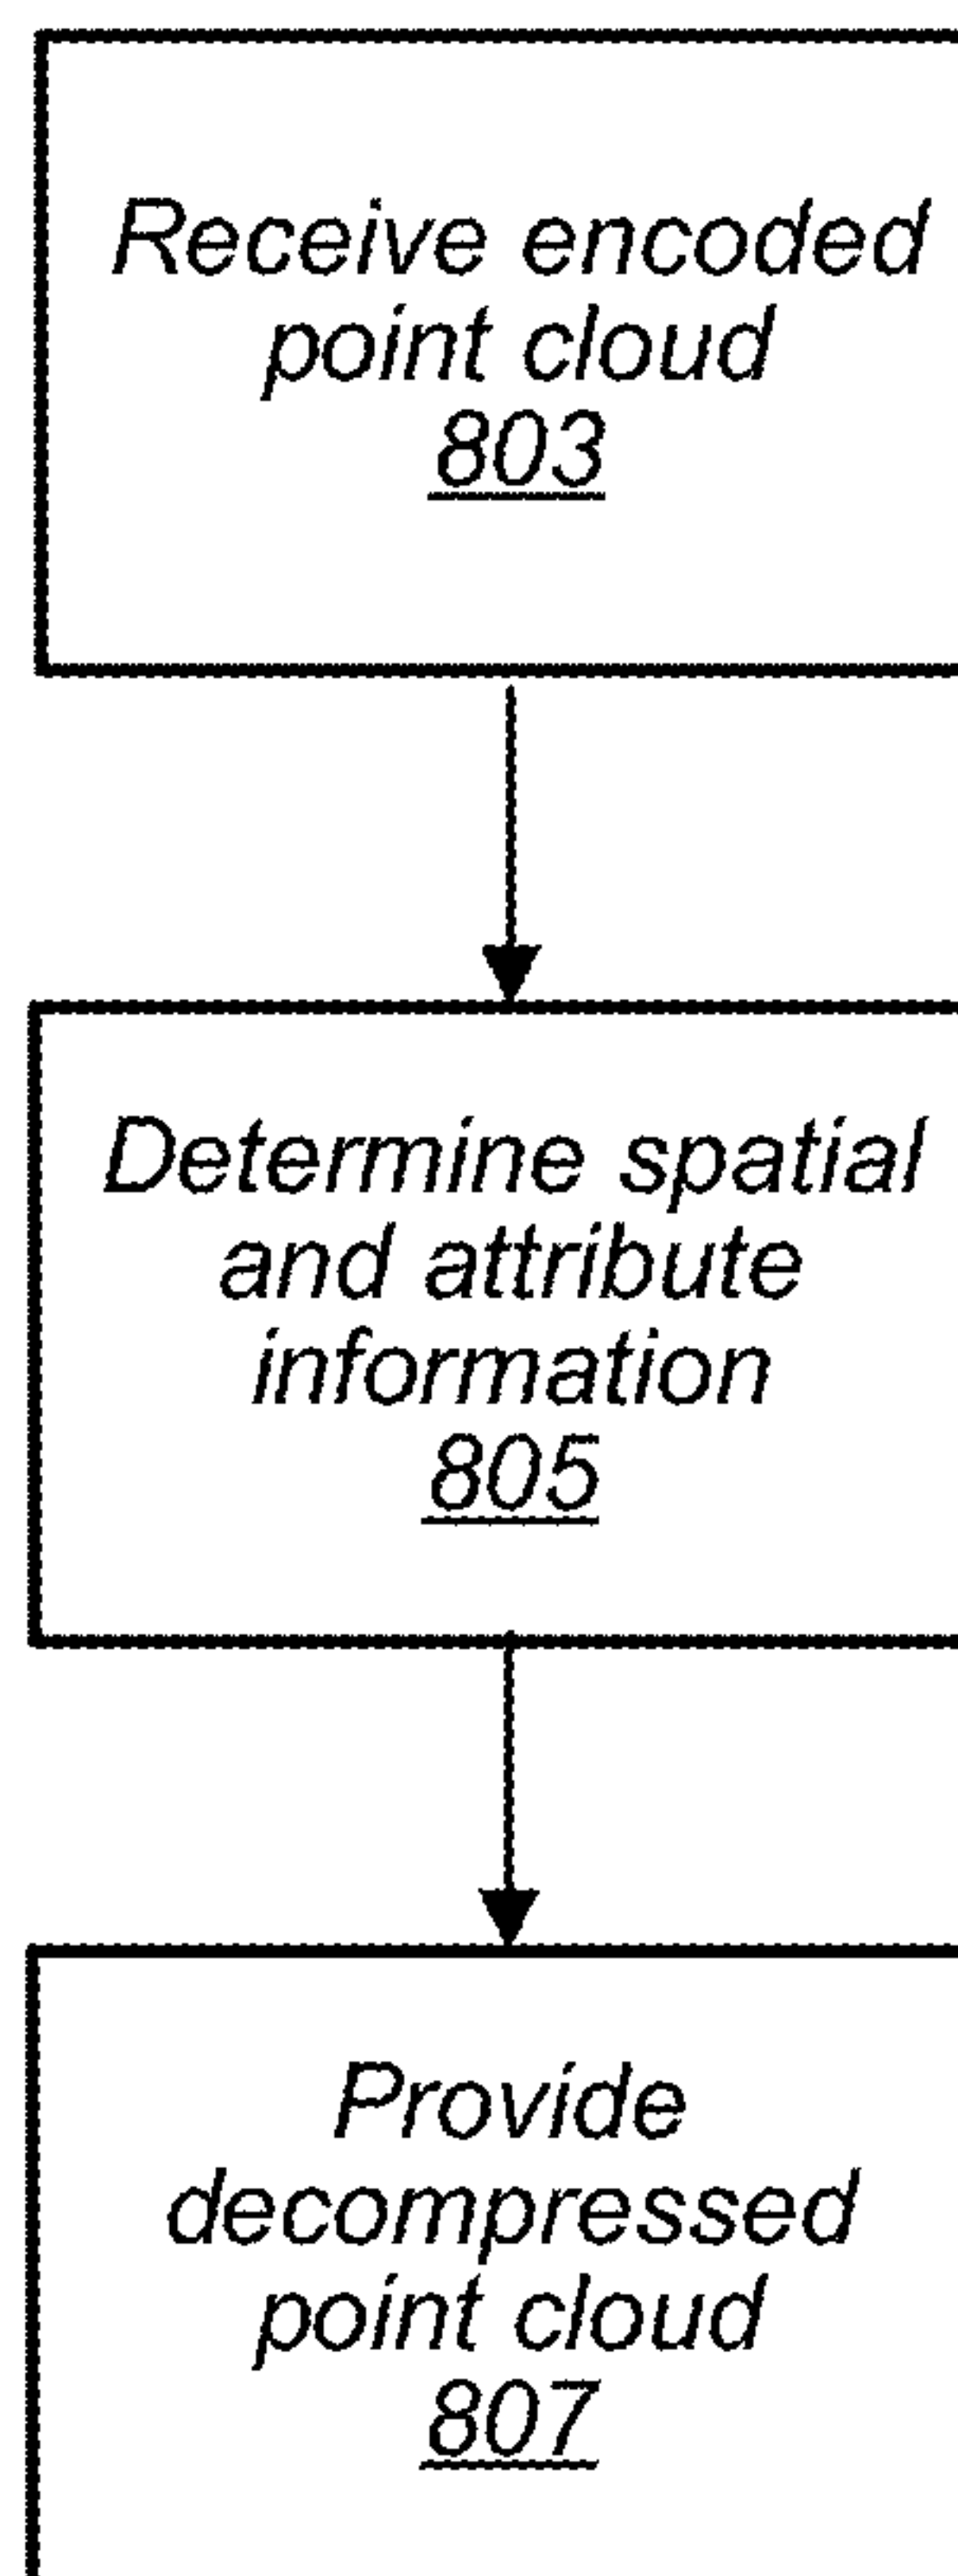 Receive encoded
point cloud
803
Determine spatial
and attribute
information
805
Provide
decompressed
point cloud
807